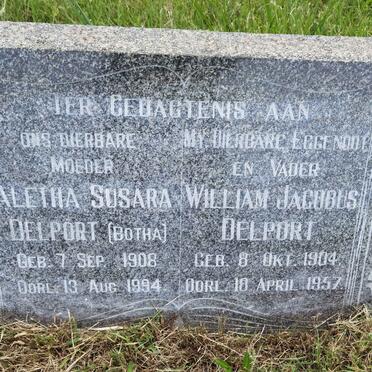 TER GEDAGTENIS AAN
ONS DIERBARE
MOEDER
ALETHA SUSARA
DELPORT (BOTHA)
GEB. 7 SEP. 1908
OORL. 13 AUG. 1994
MY DIERBARE EGGENOOT
EN VADER
WILLIAM JACOBUS
DELPORT
GEB. 8 OKT. 1904
OORL. 18 APRIL 1957